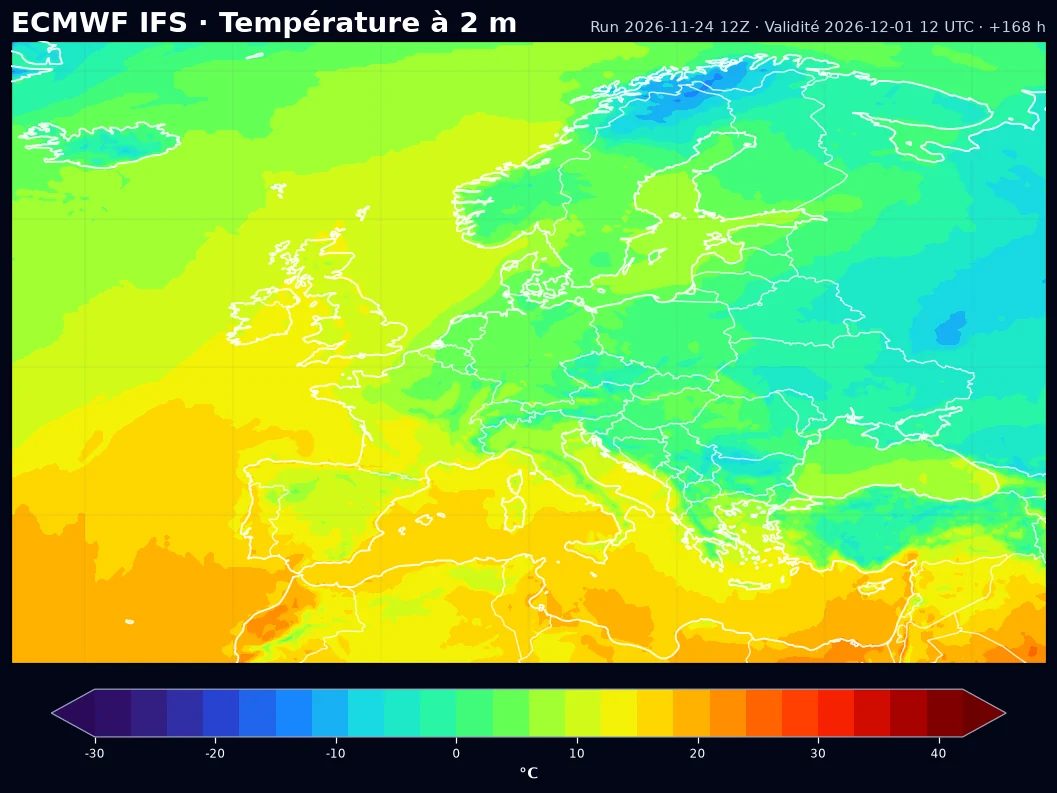 ECMWF IFS · Température à 2 m
Run 2026-11-24 12Z · Validité 2026-12-01 12 UTC · +168 h
-30 -20 -10 0 10 20 30 40
°C